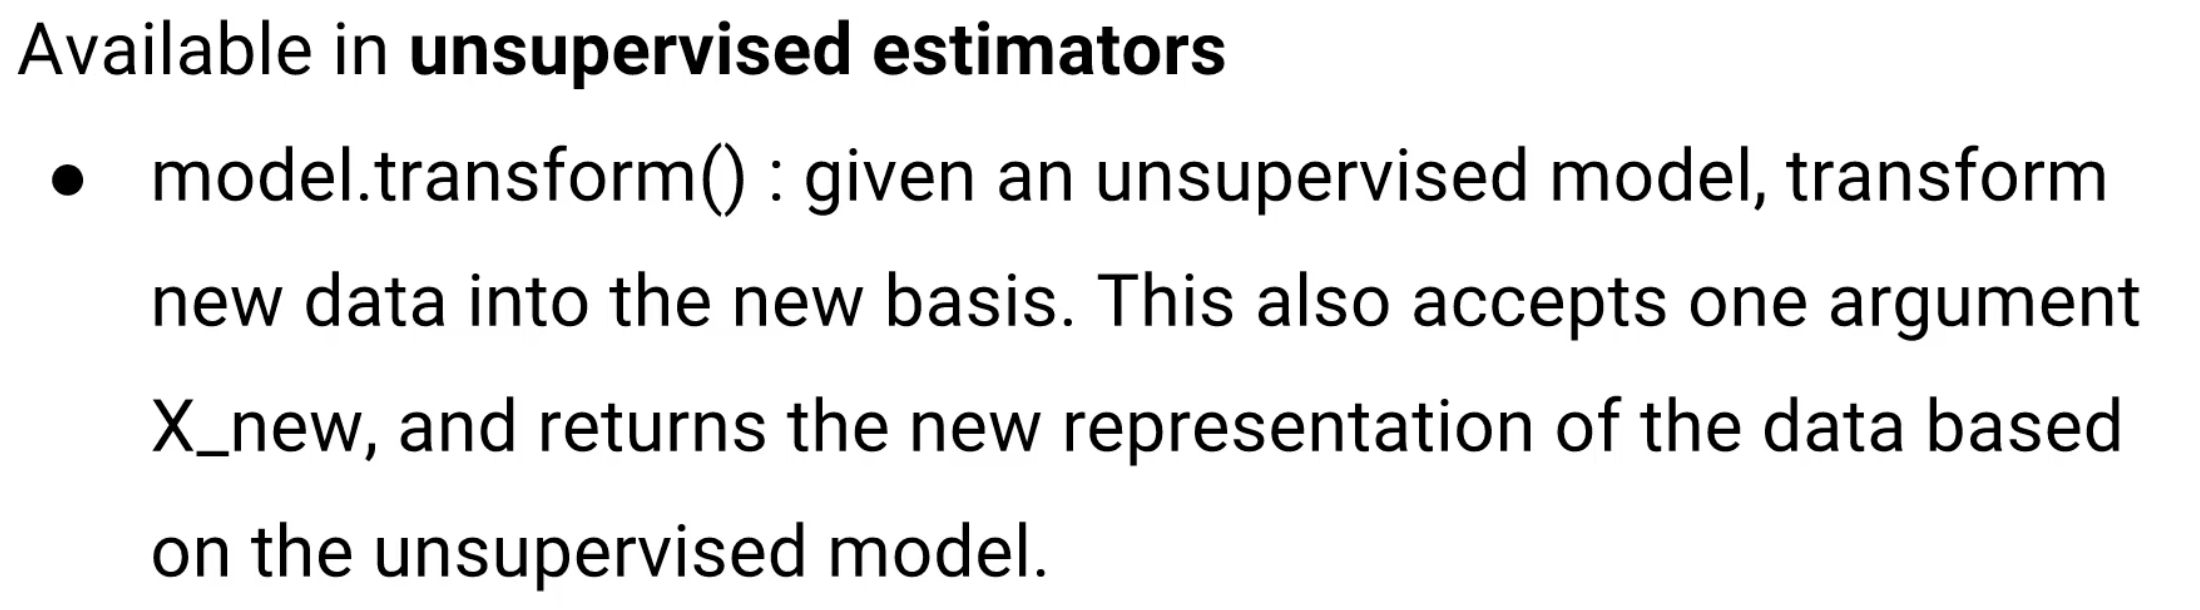 Available in unsupervised estimators
● model.transform() : given an unsupervised model, transform
new data into the new basis. This also accepts one argument
X_new, and returns the new representation of the data based
on the unsupervised model.